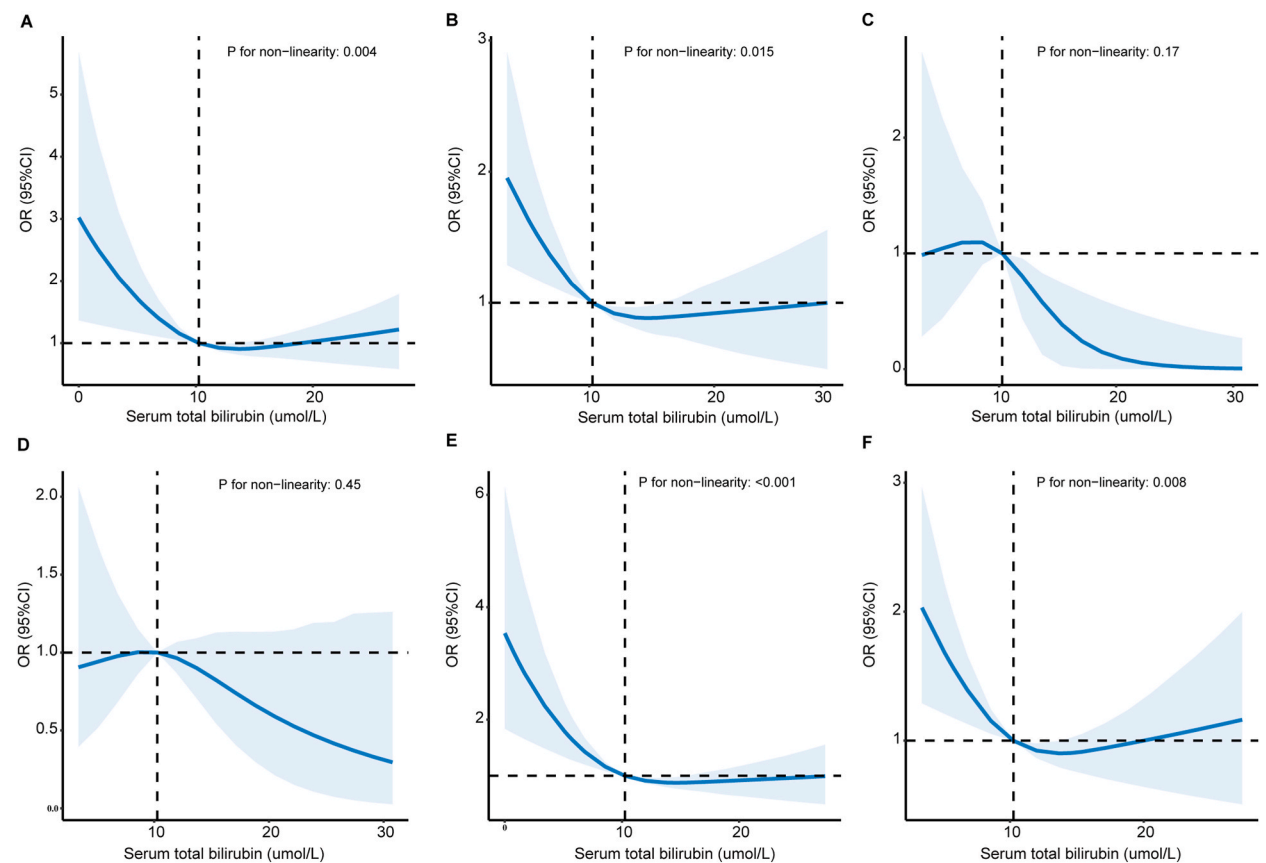 A
P for non−linearity: 0.004
OR (95%CI)
5
4
3
2
1
0
10
20
Serum total bilirubin (umol/L)
B
P for non−linearity: 0.015
OR (95%CI)
3
2
1
10
20
30
Serum total bilirubin (umol/L)
C
P for non−linearity: 0.17
OR (95%CI)
2
1
0
10
20
30
Serum total bilirubin (umol/L)
D
P for non−linearity: 0.45
OR (95%CI)
2.0
1.5
1.0
0.5
0.0
10
20
30
Serum total bilirubin (umol/L)
E
P for non−linearity: <0.001
OR (95%CI)
6
4
2
0
10
20
Serum total bilirubin (umol/L)
F
P for non−linearity: 0.008
OR (95%CI)
3
2
1
10
20
Serum total bilirubin (umol/L)